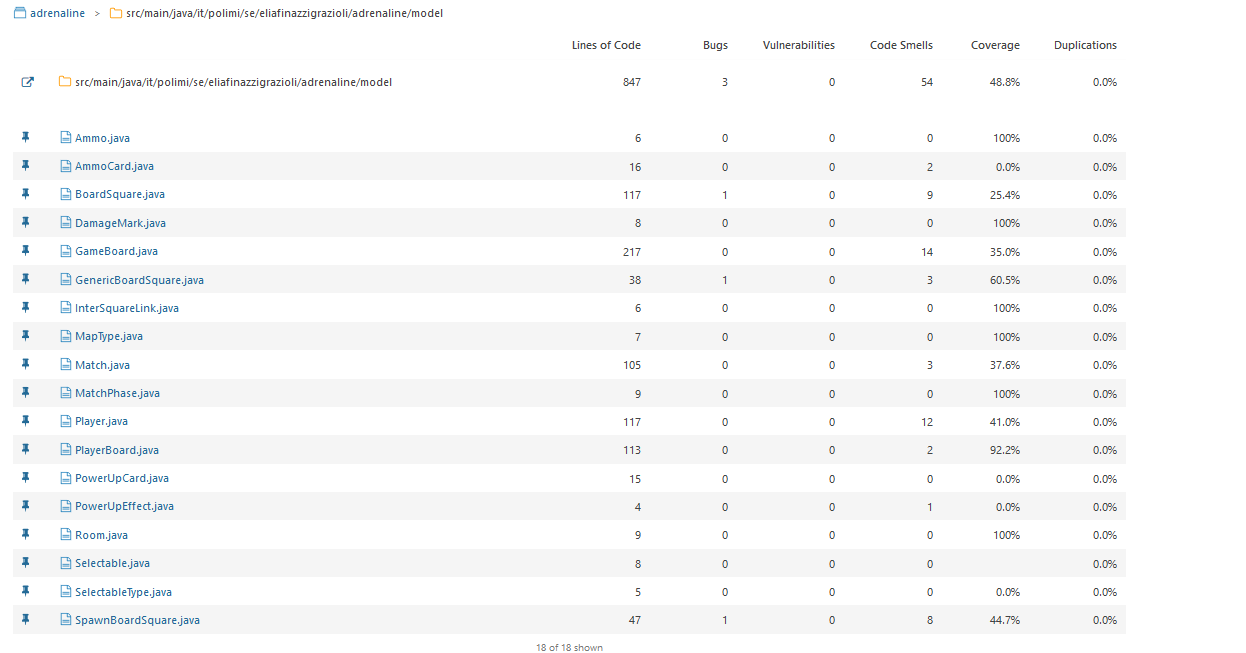 adrenaline > src/main/java/it/polimi/se/eliafinazzigrazioli/adrenaline/model
Lines of Code Bugs Vulnerabilities Code Smells Coverage Duplications
src/main/java/it/polimi/se/eliafinazzigrazioli/adrenaline/model 847 3 0 54 48.8% 0.0%
Ammo.java 6 0 0 0 100% 0.0%
AmmoCard.java 16 0 0 2 0.0% 0.0%
BoardSquare.java 117 1 0 9 25.4% 0.0%
DamageMark.java 8 0 0 0 100% 0.0%
GameBoard.java 217 0 0 14 35.0% 0.0%
GenericBoardSquare.java 38 1 0 3 60.5% 0.0%
InterSquareLink.java 6 0 0 0 100% 0.0%
MapType.java 7 0 0 0 100% 0.0%
Match.java 105 0 0 3 37.6% 0.0%
MatchPhase.java 9 0 0 0 100% 0.0%
Player.java 117 0 0 12 41.0% 0.0%
PlayerBoard.java 113 0 0 2 92.2% 0.0%
PowerUpCard.java 15 0 0 0 0.0% 0.0%
PowerUpEffect.java 4 0 0 1 0.0% 0.0%
Room.java 9 0 0 0 100% 0.0%
Selectable.java 8 0 0 0 0.0%
SelectableType.java 5 0 0 0 0.0% 0.0%
SpawnBoardSquare.java 47 1 0 8 44.7% 0.0%
18 of 18 shown